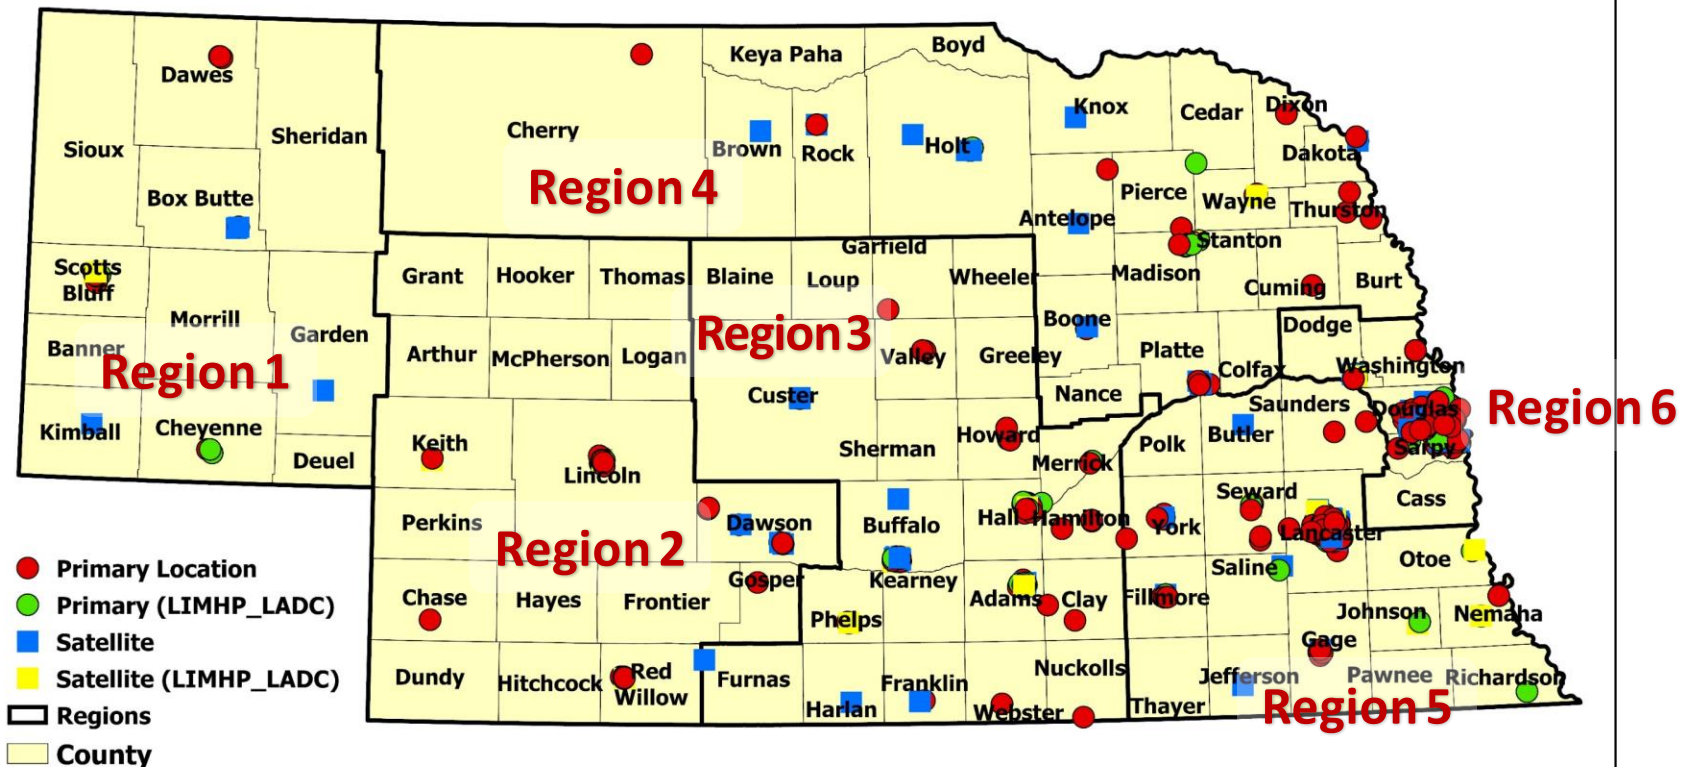 Keya Paha
Boyd
Dawes
Knox
Cedar
Dixon
Sioux
Sheridan
Cherry
Brown
Rock
Holt
Dakota
Box Butte
Region 4
Antelope
Pierce
Wayne
Thurston
Scotts
Bluff
Grant
Hooker
Thomas
Blaine
Loup
Garfield
Wheeler
Madison
Stanton
Cuming
Burt
Morrill
Garden
Banner
Region 1
Arthur
McPherson
Logan
Region 3
Valley
Greeley
Boone
Platte
Colfax
Dodge
Washington
Nance
Custer
Kimball
Cheyenne
Deuel
Keith
Lincoln
Sherman
Howard
Merrick
Polk
Butler
Saunders
Douglas
Sarpy
Region 6
Perkins
Region 2
Dawson
Buffalo
Hall
Hamilton
York
Seward
Lancaster
Cass
Otoe
Chase
Hayes
Frontier
Gosper
Phelps
Kearney
Adams
Clay
Fillmore
Saline
Johnson
Nemaha
Gage
Dundy
Hitchcock
Red
Willow
Furnas
Harlan
Franklin
Webster
Nuckolls
Thayer
Jefferson
Pawnee
Richardson
Region 5
Primary Location
Primary (LIMHP_LADC)
Satellite
Satellite (LIMHP_LADC)
Regions
County